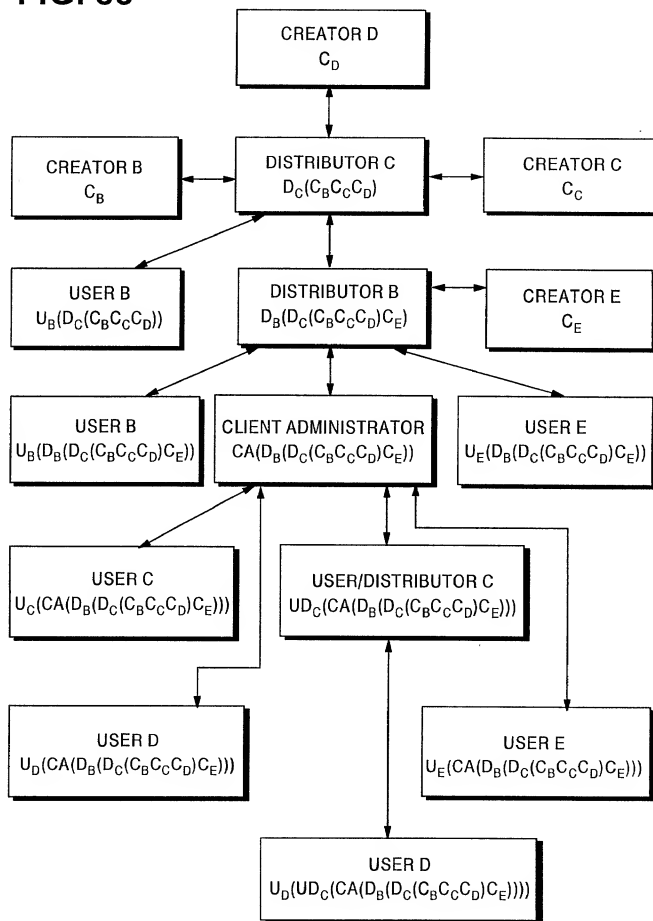 FIG.
CREATOR D
C_D
CREATOR B
C_B
DISTRIBUTOR C
D_C(C_BC_CC_D)
CREATOR C
C_C
USER B
U_B(D_C(C_BC_CC_D))
DISTRIBUTOR B
D_B(D_C(C_BC_CC_D)C_E)
CREATOR E
C_E
USER B
U_B(D_B(D_C(C_BC_CC_D)C_E))
CLIENT ADMINISTRATOR
CA(D_B(D_C(C_BC_CC_D)C_E))
USER E
U_E(D_B(D_C(C_BC_CC_D)C_E))
USER C
U_C(CA(D_B(D_C(C_BC_CC_D)C_E)))
USER/DISTRIBUTOR C
UD_C(CA(D_B(D_C(C_BC_CC_D)C_E)))
USER D
U_D(CA(D_B(D_C(C_BC_CC_D)C_E)))
USER E
U_E(CA(D_B(D_C(C_BC_CC_D)C_E)))
USER D
U_D(UD_C(CA(D_B(D_C(C_BC_CC_D)C_E))))